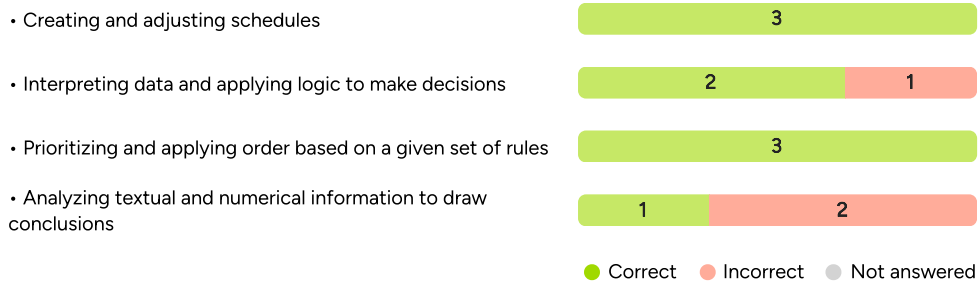 • Creating and adjusting schedules
3
• Interpreting data and applying logic to make decisions
2 1
• Prioritizing and applying order based on a given set of rules
3
• Analyzing textual and numerical information to draw
conclusions
1 2
Correct Incorrect Not answered